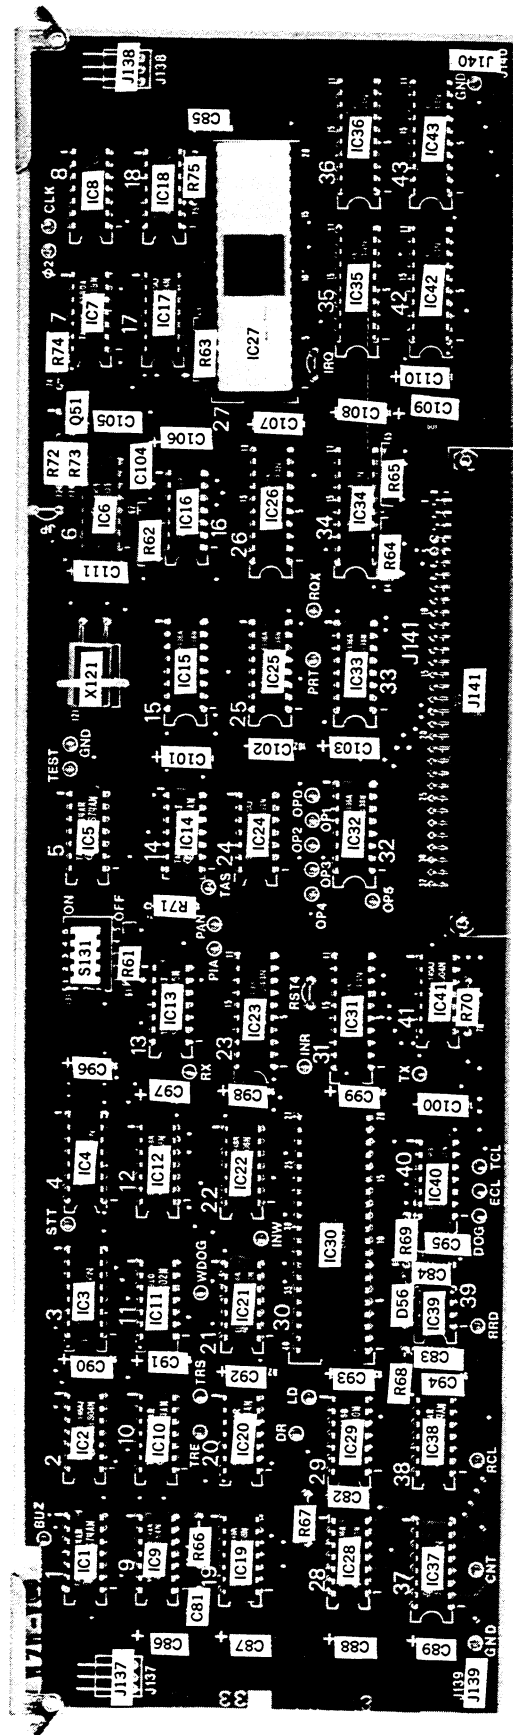 J138
J138
J140
J140
GND
C85
8
CLK
IC8
18
IC18
R75
IC36
36
IC43
43
Φ2
7
IC7
17
IC17
R74
R63
IC27
27
IC35
35
IC42
42
IRQ
C110
C109
Q51
C105
C106
C107
C108
R72
R73
C104
6
IC6
R62
IC16
16
IC26
26
IC34
34
R65
R64
C111
ROX
X121
IC15
15
IC25
25
PRT
IC33
33
J141
J141
TEST
GND
C101
C102
C103
5
IC5
14
IC14
TAS
24
IC24
OP0
OP1
OP2
OP3
OP4
OP5
IC32
32
ON
OFF
S131
R61
R71
PAN
PIA
13
IC13
RX
23
IC23
RST4
INR
31
IC31
41
IC41
R70
TX
C96
C97
C98
C99
C100
4
IC4
STT
12
IC12
22
IC22
INW
IC30
30
40
IC40
TCL
ECL
DOG
R69
C95
C84
3
IC3
11
IC11
WDOG
21
IC21
D56
IC39
39
RRD
C83
C90
C91
C92
C93
R68
C94
2
IC2
10
IC10
TRS
TRE
20
IC20
LD
DR
29
IC29
38
IC38
RCL
C82
R67
BUZ
1
IC1
9
IC9
R66
C81
IC19
28
IC28
37
IC37
CNT
C86
C87
C88
C89
GND
J137
J137
J139
J139